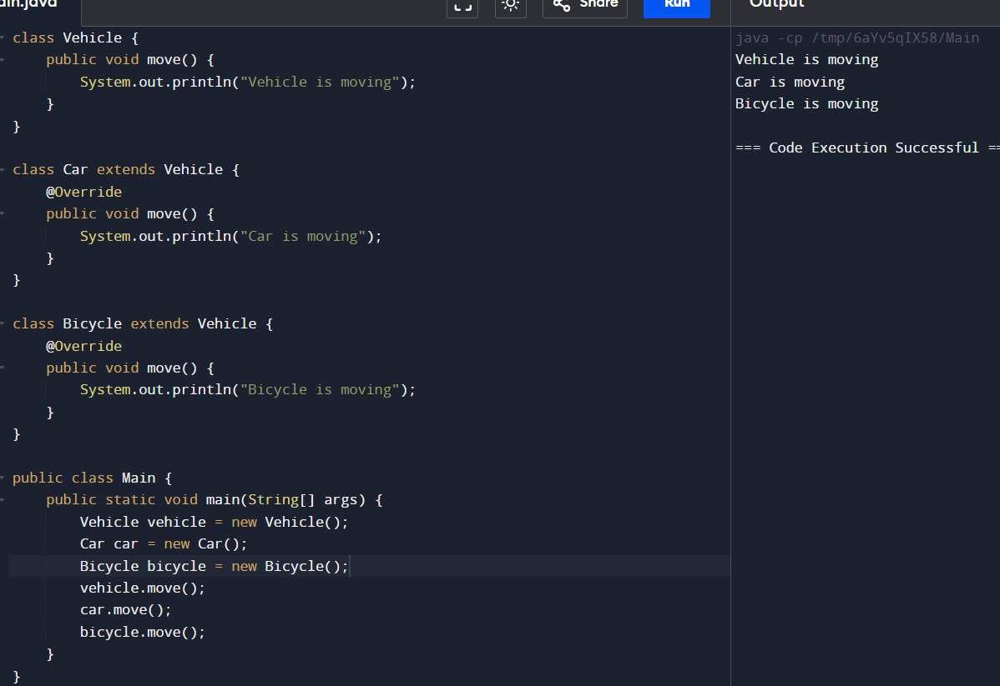 Share
Run
Output
class Vehicle {
    public void move() {
        System.out.println("Vehicle is moving");
    }
}

class Car extends Vehicle {
    @Override
    public void move() {
        System.out.println("Car is moving");
    }
}

class Bicycle extends Vehicle {
    @Override
    public void move() {
        System.out.println("Bicycle is moving");
    }
}

public class Main {
    public static void main(String[] args) {
        Vehicle vehicle = new Vehicle();
        Car car = new Car();
        Bicycle bicycle = new Bicycle();
        vehicle.move();
        car.move();
        bicycle.move();
    }
}
java -cp /tmp/6aYv5qIX58/Main
Vehicle is moving
Car is moving
Bicycle is moving

=== Code Execution Successful ==